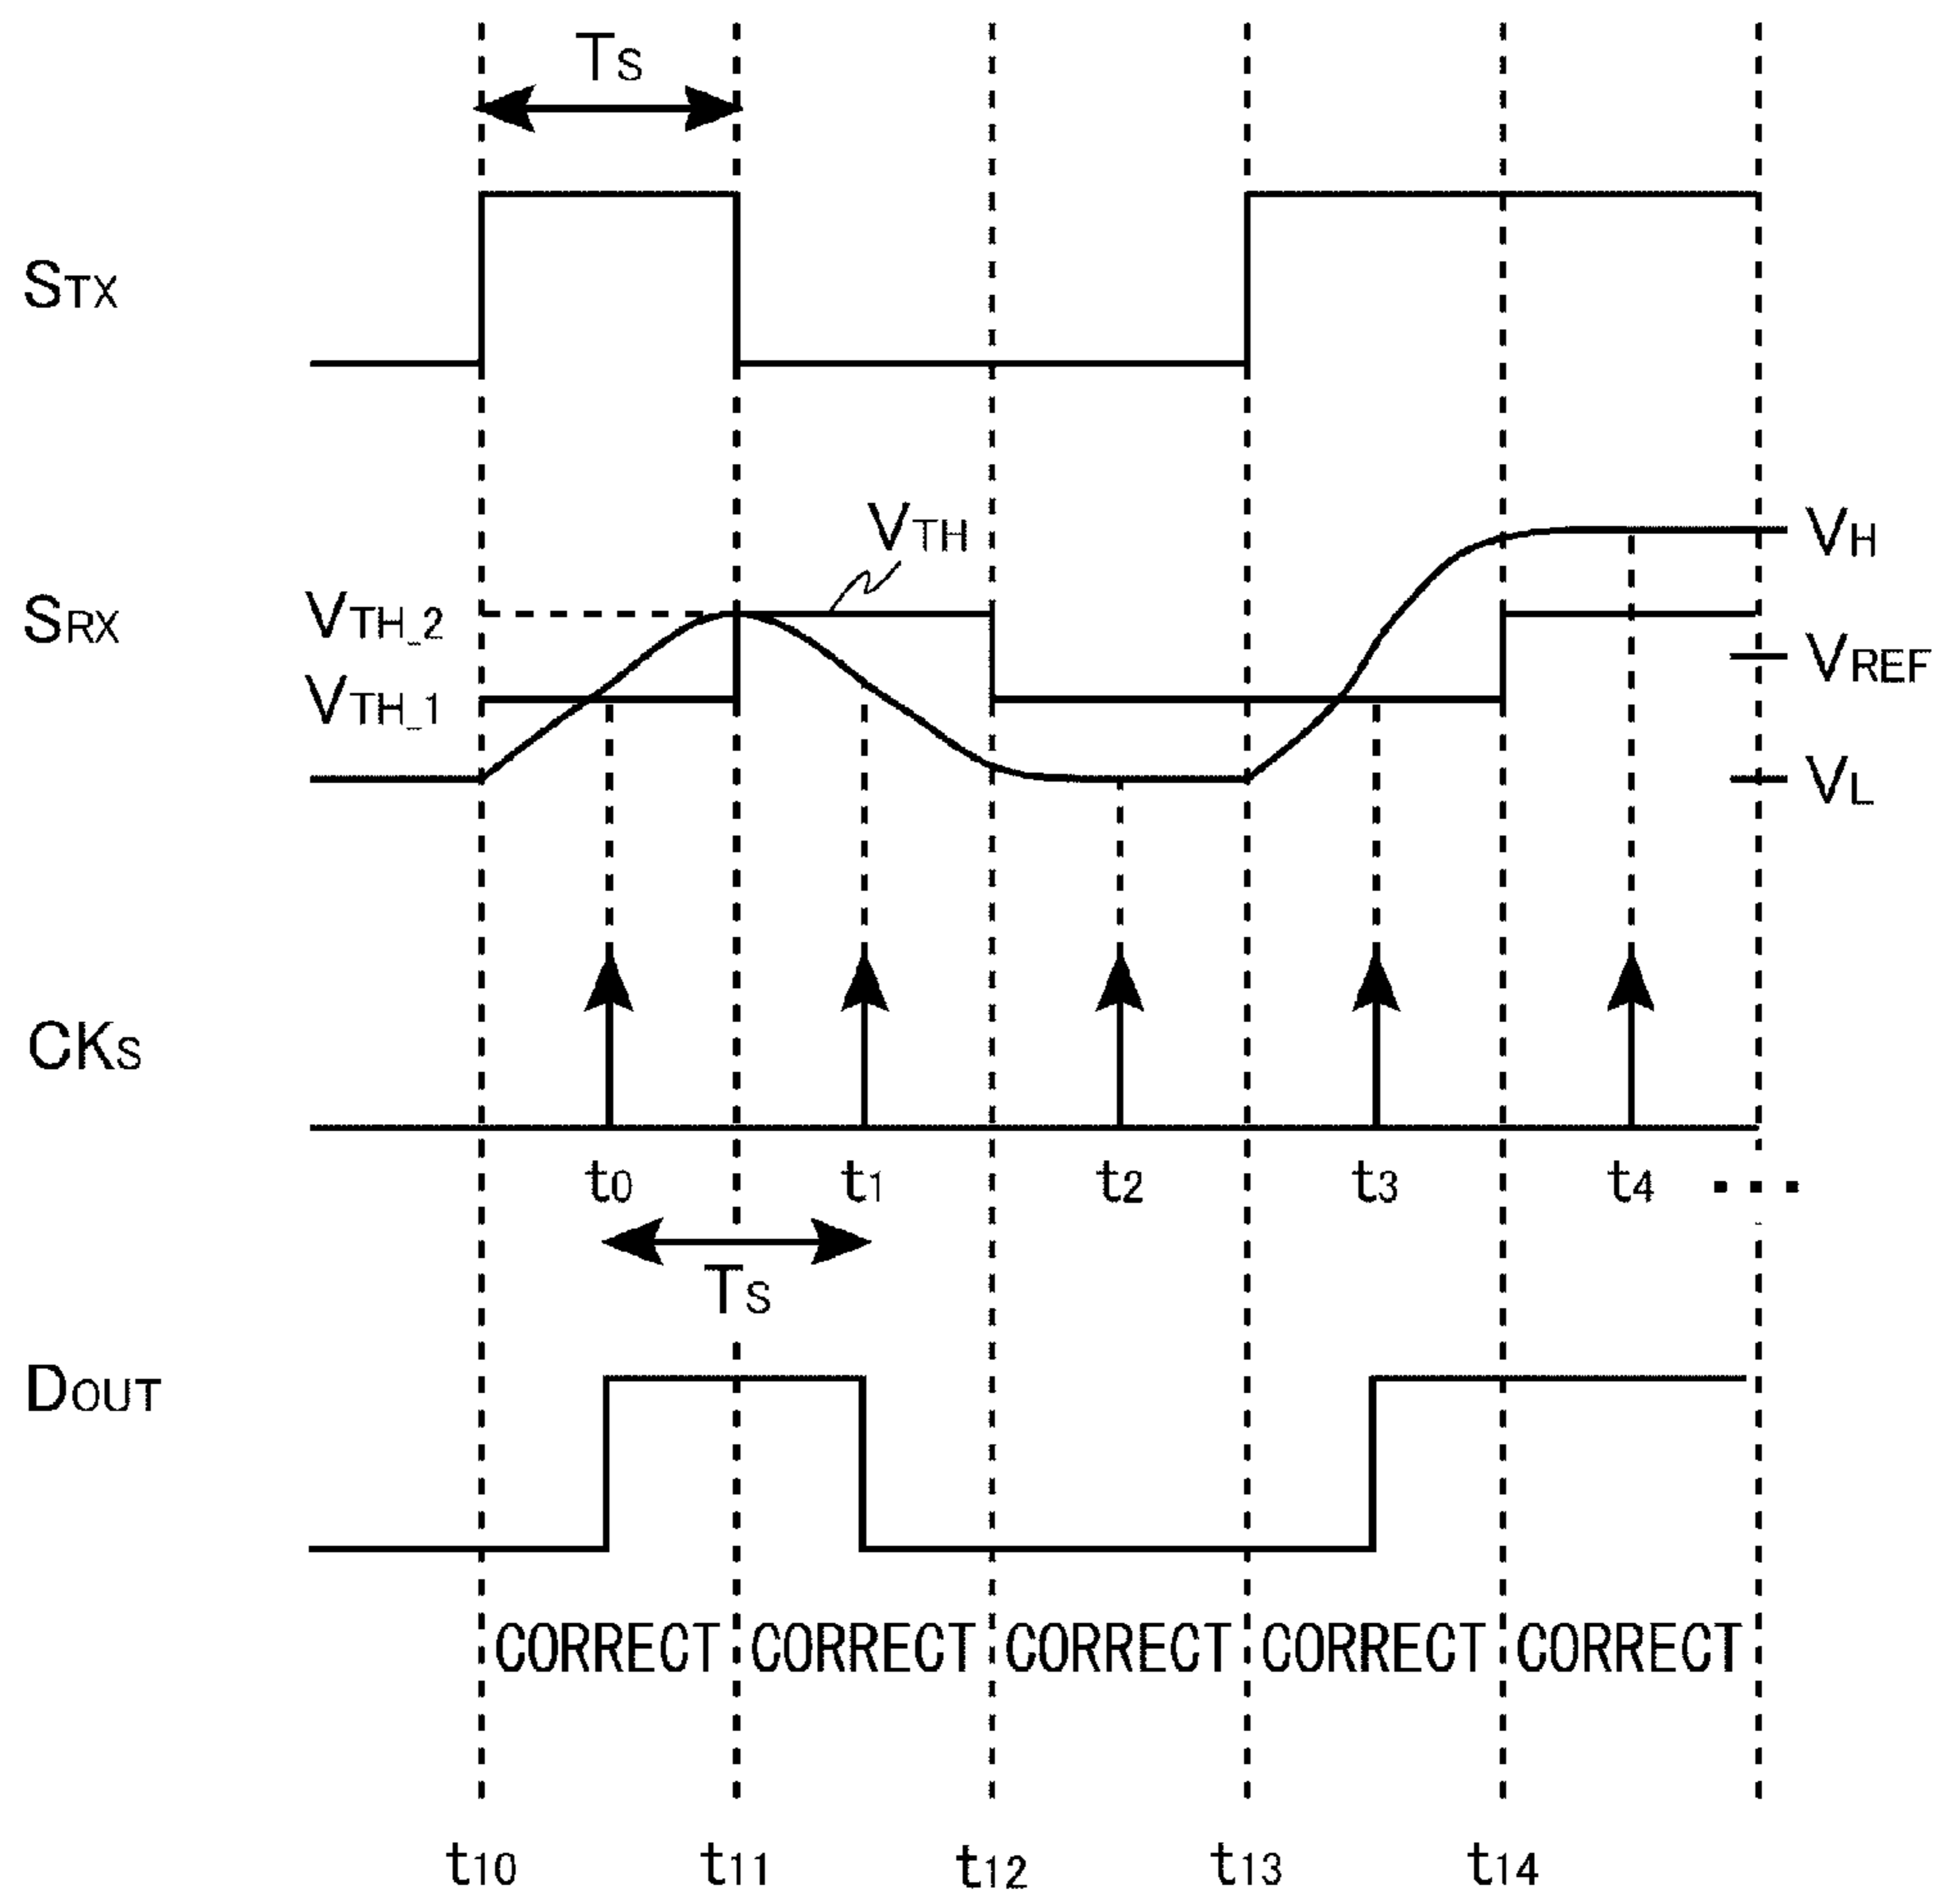 TS
STX
VTH
VH
SRX
VTH_2
VREF
VTH_1
VL
CKS
t0 t1 t2 t3 t4 ...
TS
DOUT
CORRECT CORRECT CORRECT CORRECT CORRECT
t10 t11 t12 t13 t14